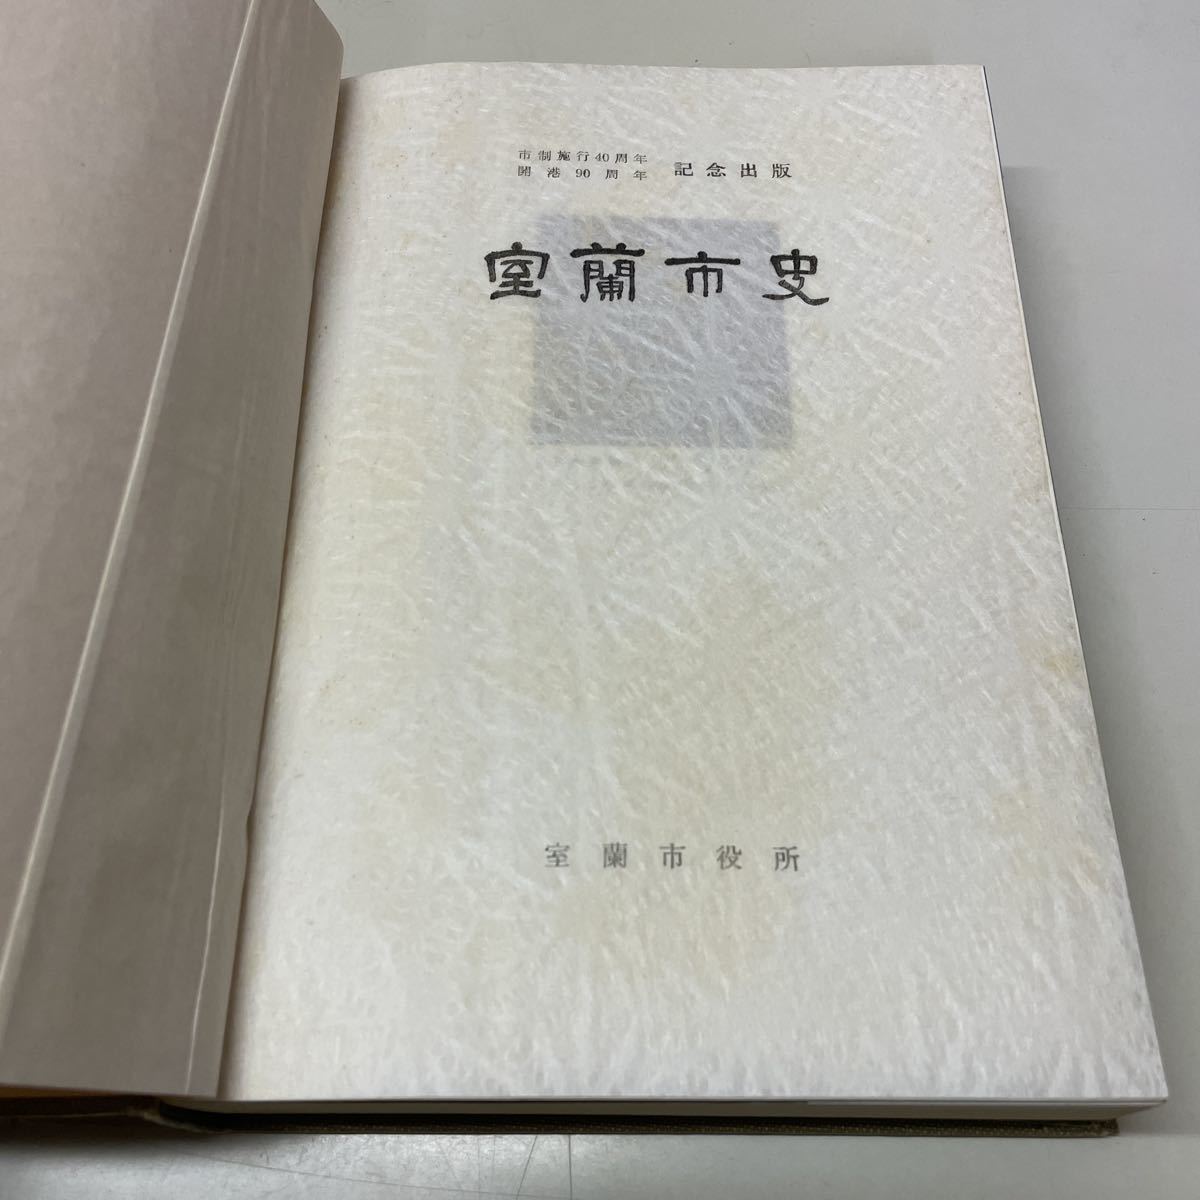 市制施行40周年
開港90周年
記念出版
室蘭市史
室蘭市役所